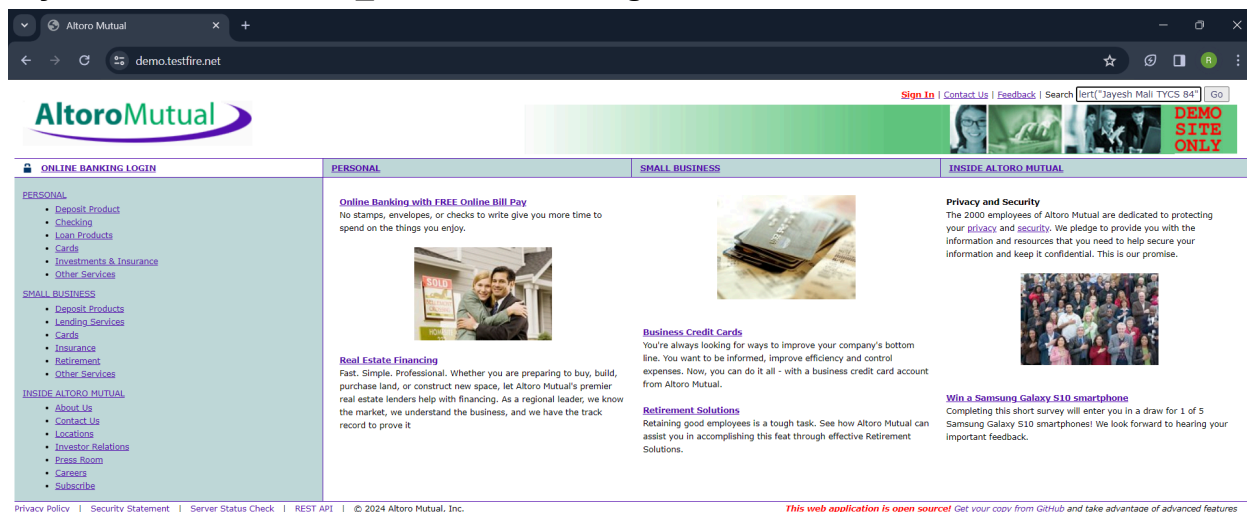 Altoro Mutual
demo.testfire.net
R
Sign In | Contact Us | Feedback | Search lert("Jayesh Mali TYCS 84" Go
AltoroMutual
DEMO
SITE
ONLY
ONLINE BANKING LOGIN
PERSONAL
SMALL BUSINESS
INSIDE ALTORO MUTUAL
PERSONAL
Deposit Product
Checking
Loan Products
Cards
Investments & Insurance
Other Services
SMALL BUSINESS
Deposit Products
Lending Services
Cards
Insurance
Retirement
Other Services
INSIDE ALTORO MUTUAL
About Us
Contact Us
Locations
Investor Relations
Press Room
Careers
Subscribe
Online Banking with FREE Online Bill Pay
No stamps, envelopes, or checks to write give you more time to
spend on the things you enjoy.
SOLD
Real Estate Financing
Fast. Simple. Professional. Whether you are preparing to buy, build,
purchase land, or construct new space, let Altoro Mutual's premier
real estate lenders help with financing. As a regional leader, we know
the market, we understand the business, and we have the track
record to prove it
Business Credit Cards
You're always looking for ways to improve your company's bottom
line. You want to be informed, improve efficiency and control
expenses. Now, you can do it all - with a business credit card account
from Altoro Mutual.
Retirement Solutions
Retaining good employees is a tough task. See how Altoro Mutual can
assist you in accomplishing this feat through effective Retirement
Solutions.
Privacy and Security
The 2000 employees of Altoro Mutual are dedicated to protecting
your privacy and security. We pledge to provide you with the
information and resources that you need to help secure your
information and keep it confidential. This is our promise.
Win a Samsung Galaxy S10 smartphone
Completing this short survey will enter you in a draw for 1 of 5
Samsung Galaxy S10 smartphones! We look forward to hearing your
important feedback.
Privacy Policy | Security Statement | Server Status Check | REST API | © 2024 Altoro Mutual, Inc.
This web application is open source! Get your copy from GitHub and take advantage of advanced features